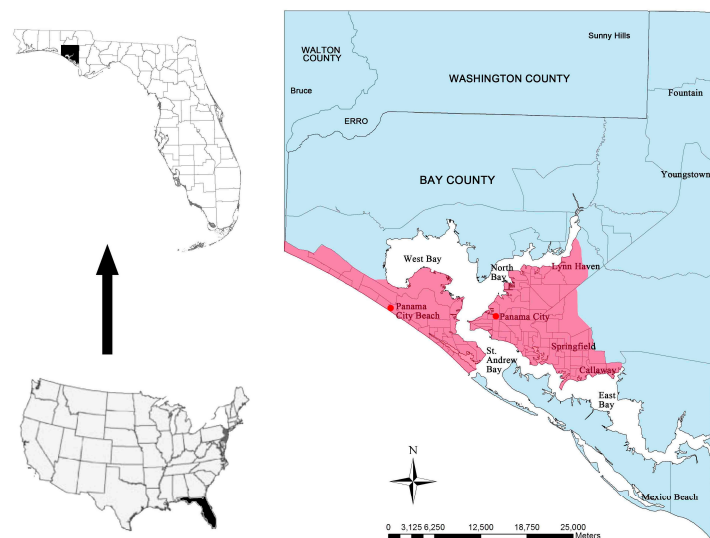 Sunny Hills
WALTON
COUNTY
WASHINGTON COUNTY
Bruce
Fountain
ERRO
Youngstown
BAY COUNTY
West Bay
North
Bay
Lynn Haven
Panama
City Beach
Panama City
Springfield
St.
Andrew
Bay
Callaway
East
Bay
N
Mexico Beach
0 3,125 6,250 12,500 18,750 25,000
Meters